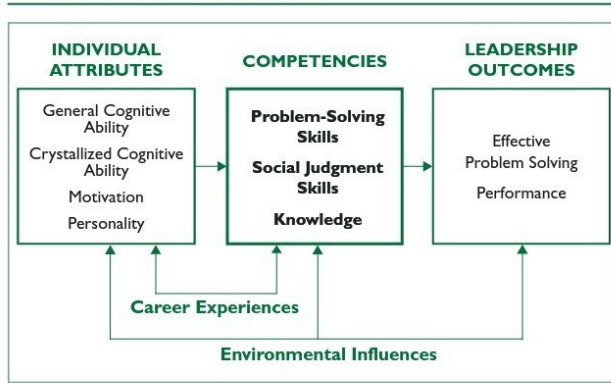 INDIVIDUAL
ATTRIBUTES
General Cognitive
Ability
Crystallized Cognitive
Ability
Motivation
Personality
COMPETENCIES
Problem-Solving
Skills
Social Judgment
Skills
Knowledge
LEADERSHIP
OUTCOMES
Effective
Problem Solving
Performance
Career Experiences
Environmental Influences